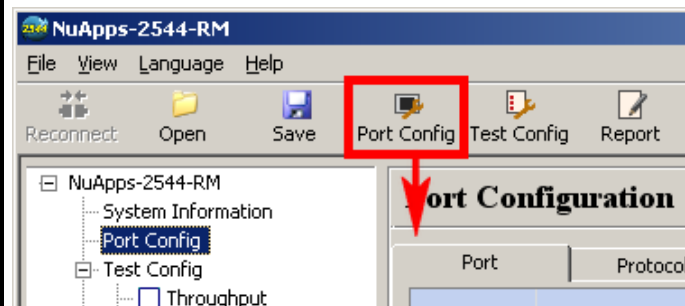 NuApps-2544-RM
File View Language Help
Reconnect Open Save Port Config Test Config Report
NuApps-2544-RM
System Information
Port Config
Test Config
Throughput
Port Configuration
Port Protocol